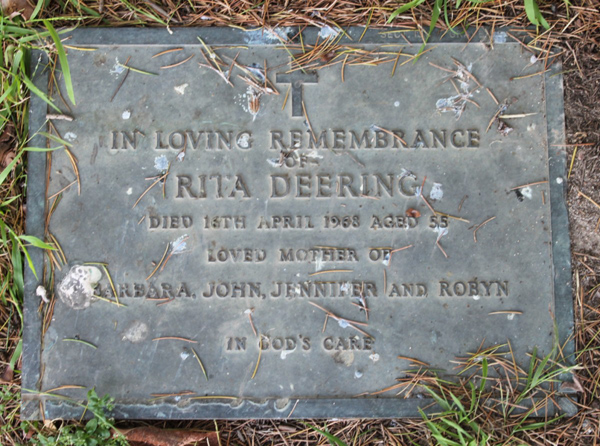 IN LOVING REMEMBRANCE
OF
RITA DEERING
DIED 16TH APRIL 1968 AGED 55
LOVED MOTHER OF
BARBARA, JOHN, JENNIFER AND ROBYN
IN GOD'S CARE